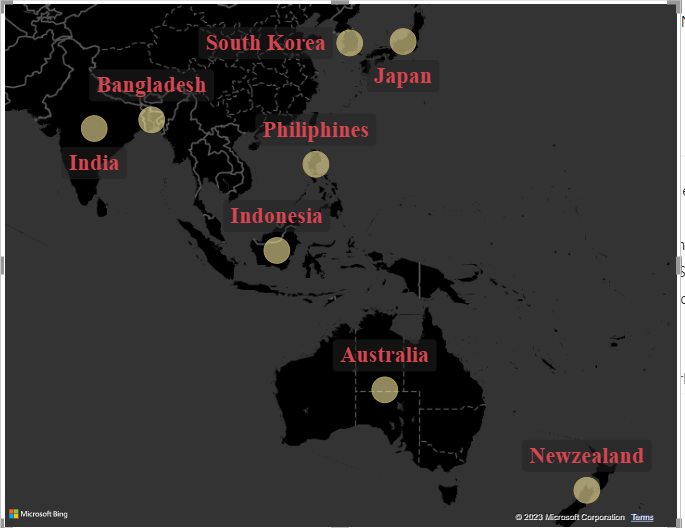 South Korea
Japan
Bangladesh
Philiphines
India
Indonesia
Australia
Newzealand
Microsoft Bing
© 2023 Microsoft Corporation Terms